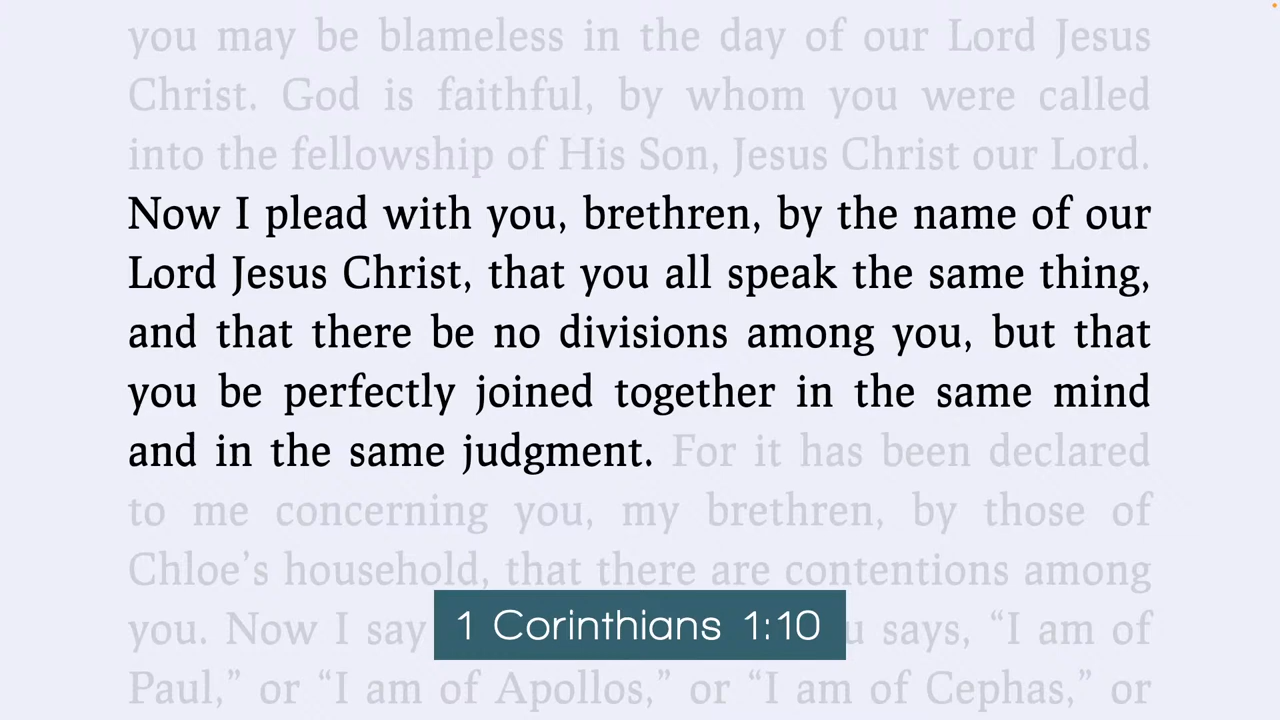 you may be blameless in the day of our Lord Jesus
Christ. God is faithful, by whom you were called
into the fellowship of His Son, Jesus Christ our Lord.
Now I plead with you, brethren, by the name of our
Lord Jesus Christ, that you all speak the same thing,
and that there be no divisions among you, but that
you be perfectly joined together in the same mind
and in the same judgment. For it has been declared
to me concerning you, my brethren, by those of
Chloe’s household, that there are contentions among
you. Now I say says, “I am of
1 Corinthians 1:10
Paul,” or “I am of Apollos,” or “I am of Cephas,” or